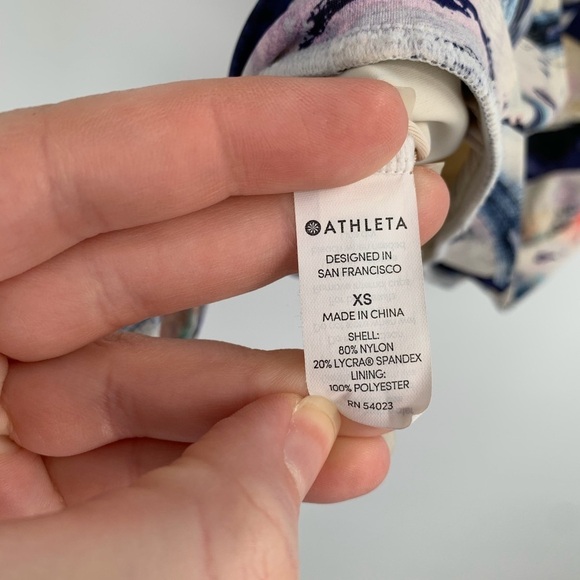 ATHLETA
DESIGNED IN
SAN FRANCISCO
XS
MADE IN CHINA
SHELL:
80% NYLON
20% LYCRA® SPANDEX
LINING:
100% POLYESTER
RN 54023